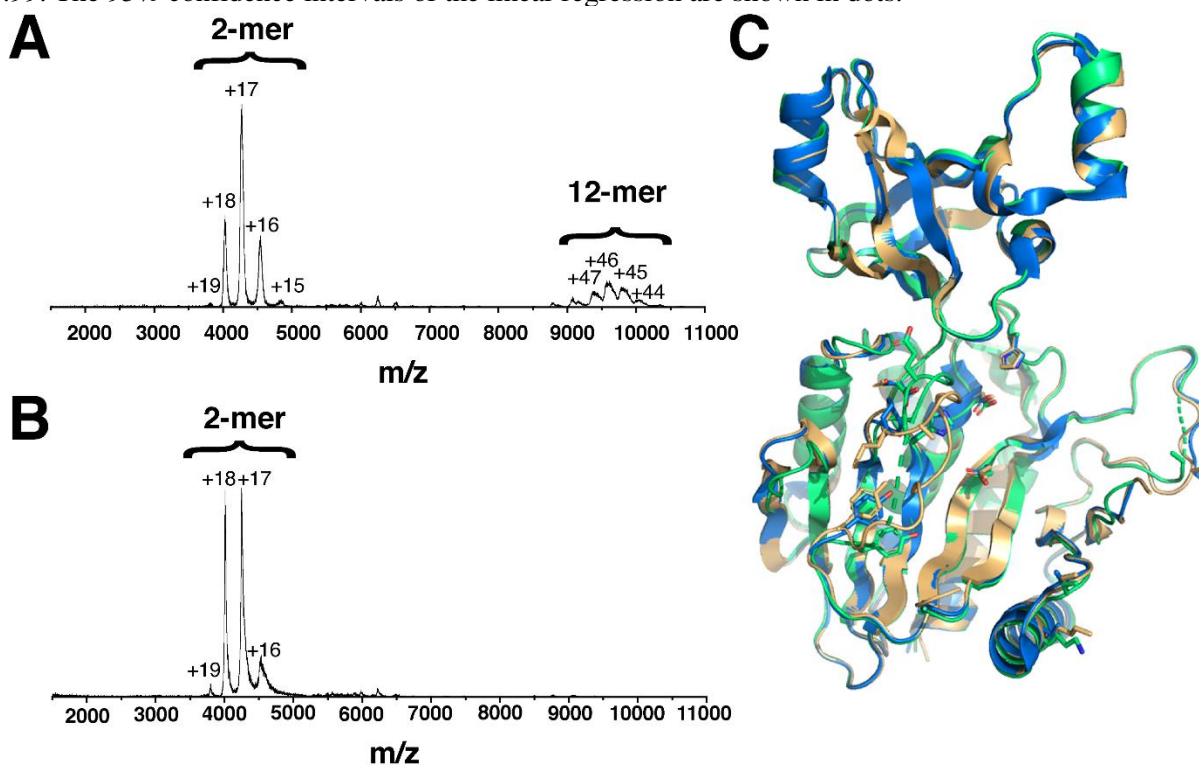 .99. The 95% confidence intervals of the linear regression are shown in dots.
A
2-mer
+19
+18
+17
+16
+15
12-mer
+47
+46
+45
+44
2000 3000 4000 5000 6000 7000 8000 9000 10000 11000
m/z
B
2-mer
+19
+18
+17
+16
2000 3000 4000 5000 6000 7000 8000 9000 10000 11000
m/z
C